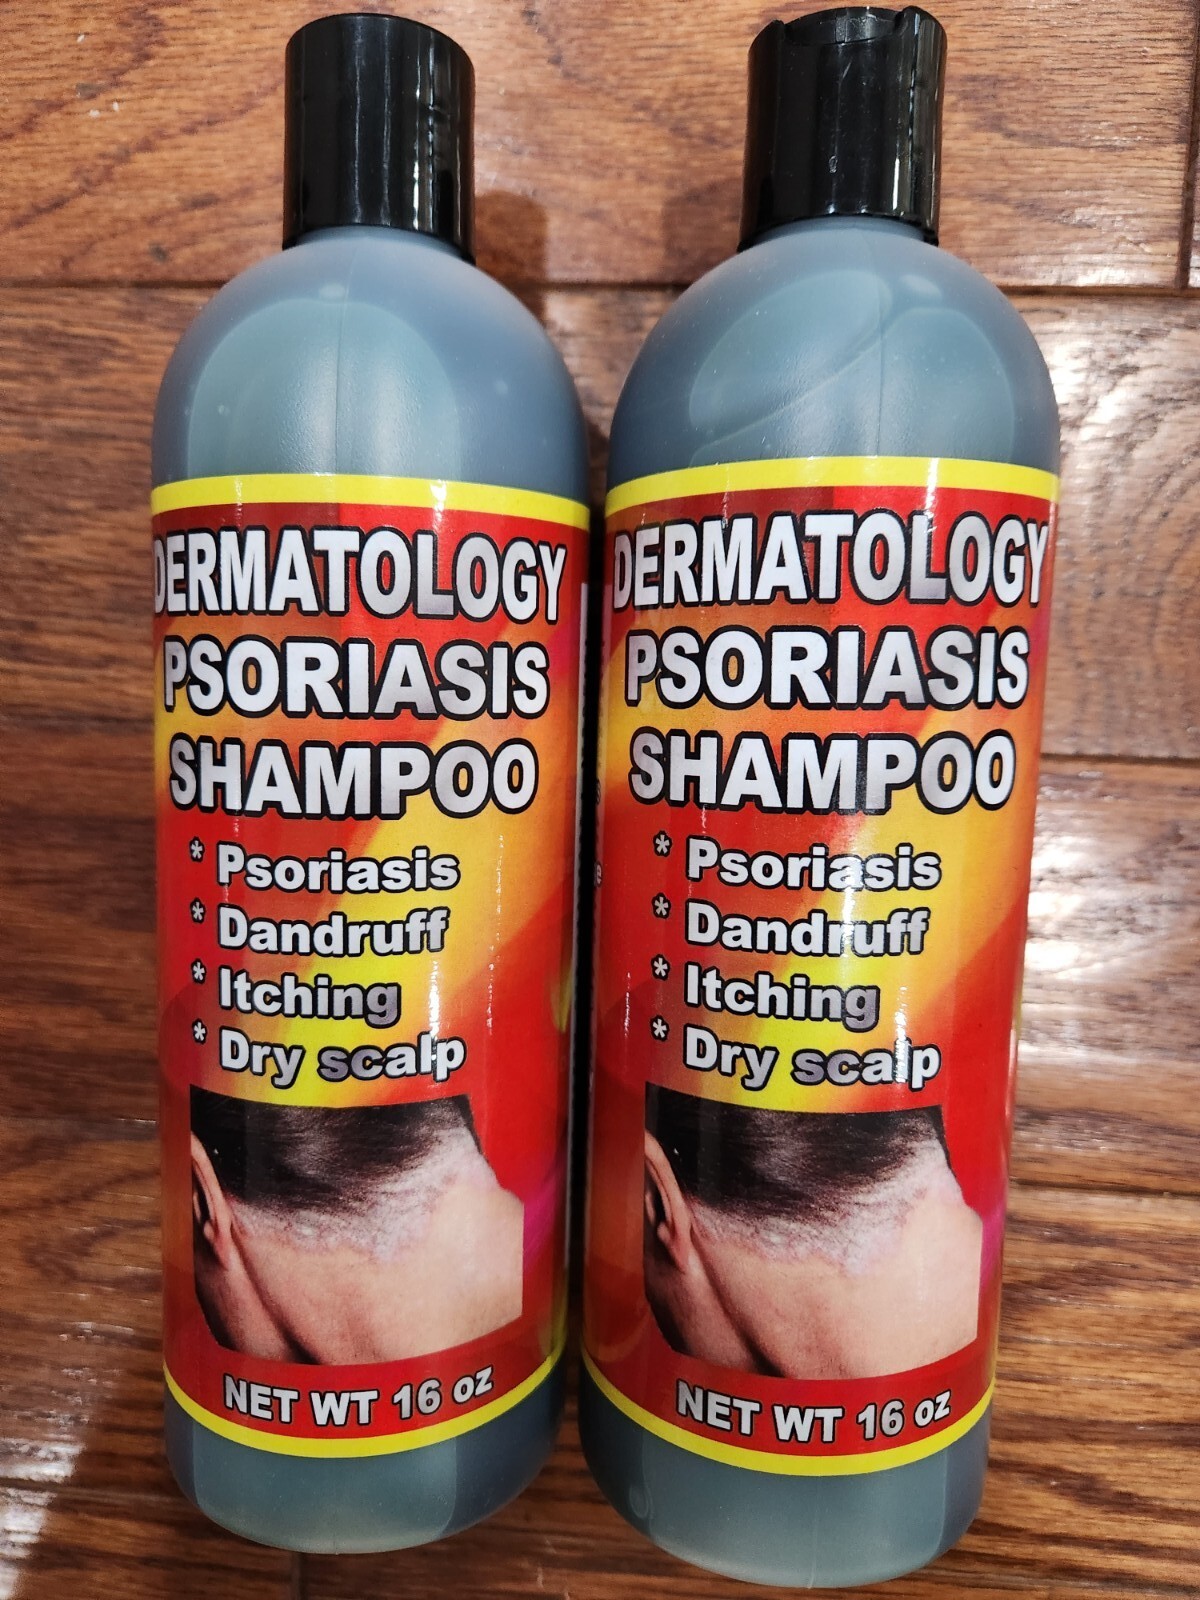 DERMATOLOGY
PSORIASIS
SHAMPOO
* Psoriasis
* Dandruff
* Itching
* Dry scalp
NET WT 16 oz
DERMATOLOGY
PSORIASIS
SHAMPOO
* Psoriasis
* Dandruff
* Itching
* Dry scalp
NET WT 16 oz